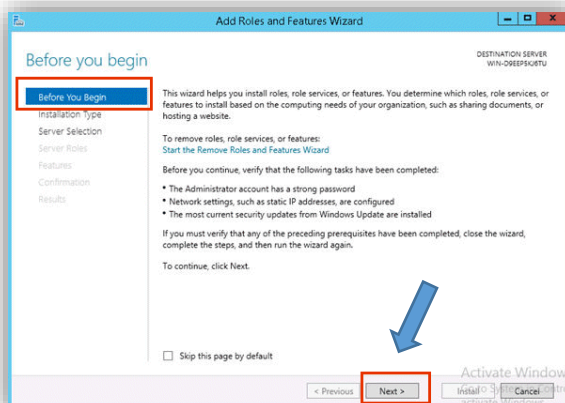 Add Roles and Features Wizard
Before you begin
DESTINATION SERVER
Before You Begin
Installation Type
Server Selection
Server Roles
Features
Confirmation
Results
This wizard helps you install roles, role services, or features. You determine which roles, role services, or
features to install based on the computing needs of your organization, such as sharing documents, or
hosting a website.
To remove roles, role services, or features:
Start the Remove Roles and Features Wizard
Before you continue, verify that the following tasks have been completed:
• The Administrator account has a strong password
• Network settings, such as static IP addresses, are configured
• The most current security updates from Windows Update are installed
If you must verify that any of the preceding prerequisites have been completed, close the wizard,
complete the steps, and then run the wizard again.
To continue, click Next.
Skip this page by default
Activate Window
< Previous
Next >
Install
Cancel